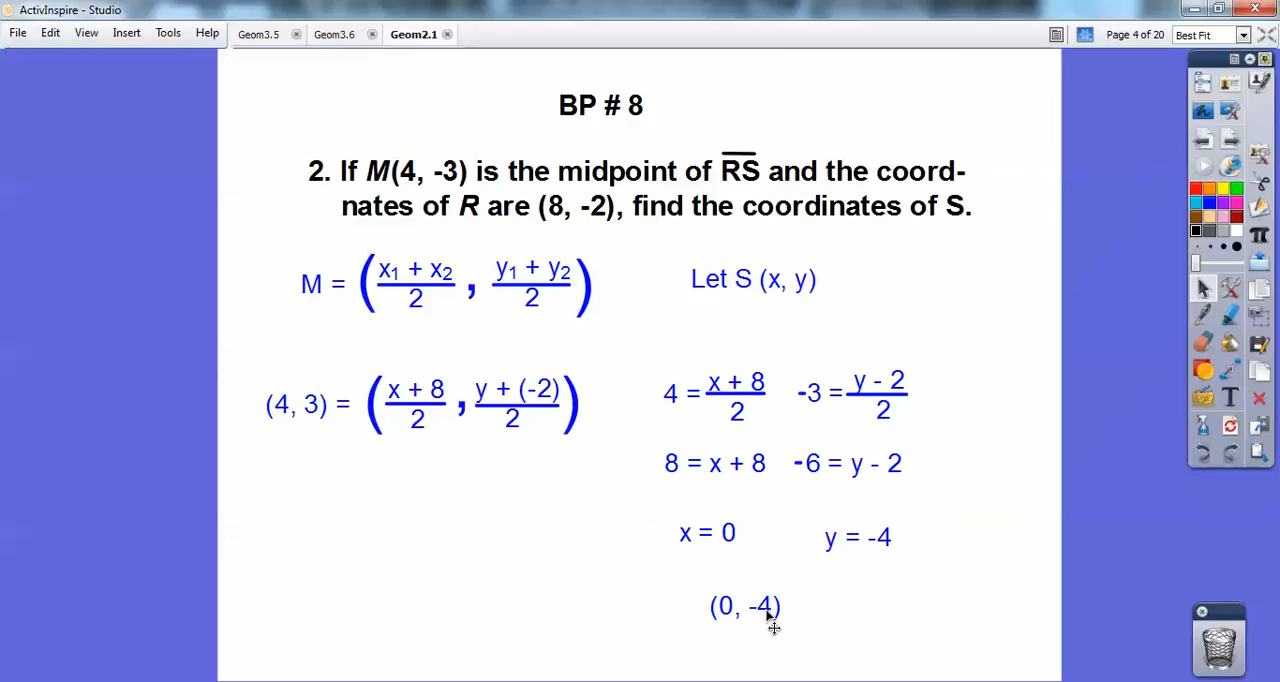 ActivInspire - Studio
File Edit View Insert Tools Help Geom3.5 Geom3.6 Geom2.1 Page 4 of 20 Best Fit
BP # 8
2. If M(4, -3) is the midpoint of RS and the coord-
nates of R are (8, -2), find the coordinates of S.
M = (x₁ + x₂ / 2 , y₁ + y₂ / 2) Let S (x, y)
(4, 3) = (x + 8 / 2 , y + (-2) / 2) 4 = x + 8 / 2 -3 = y - 2 / 2
8 = x + 8 -6 = y - 2
x = 0 y = -4
(0, -4)